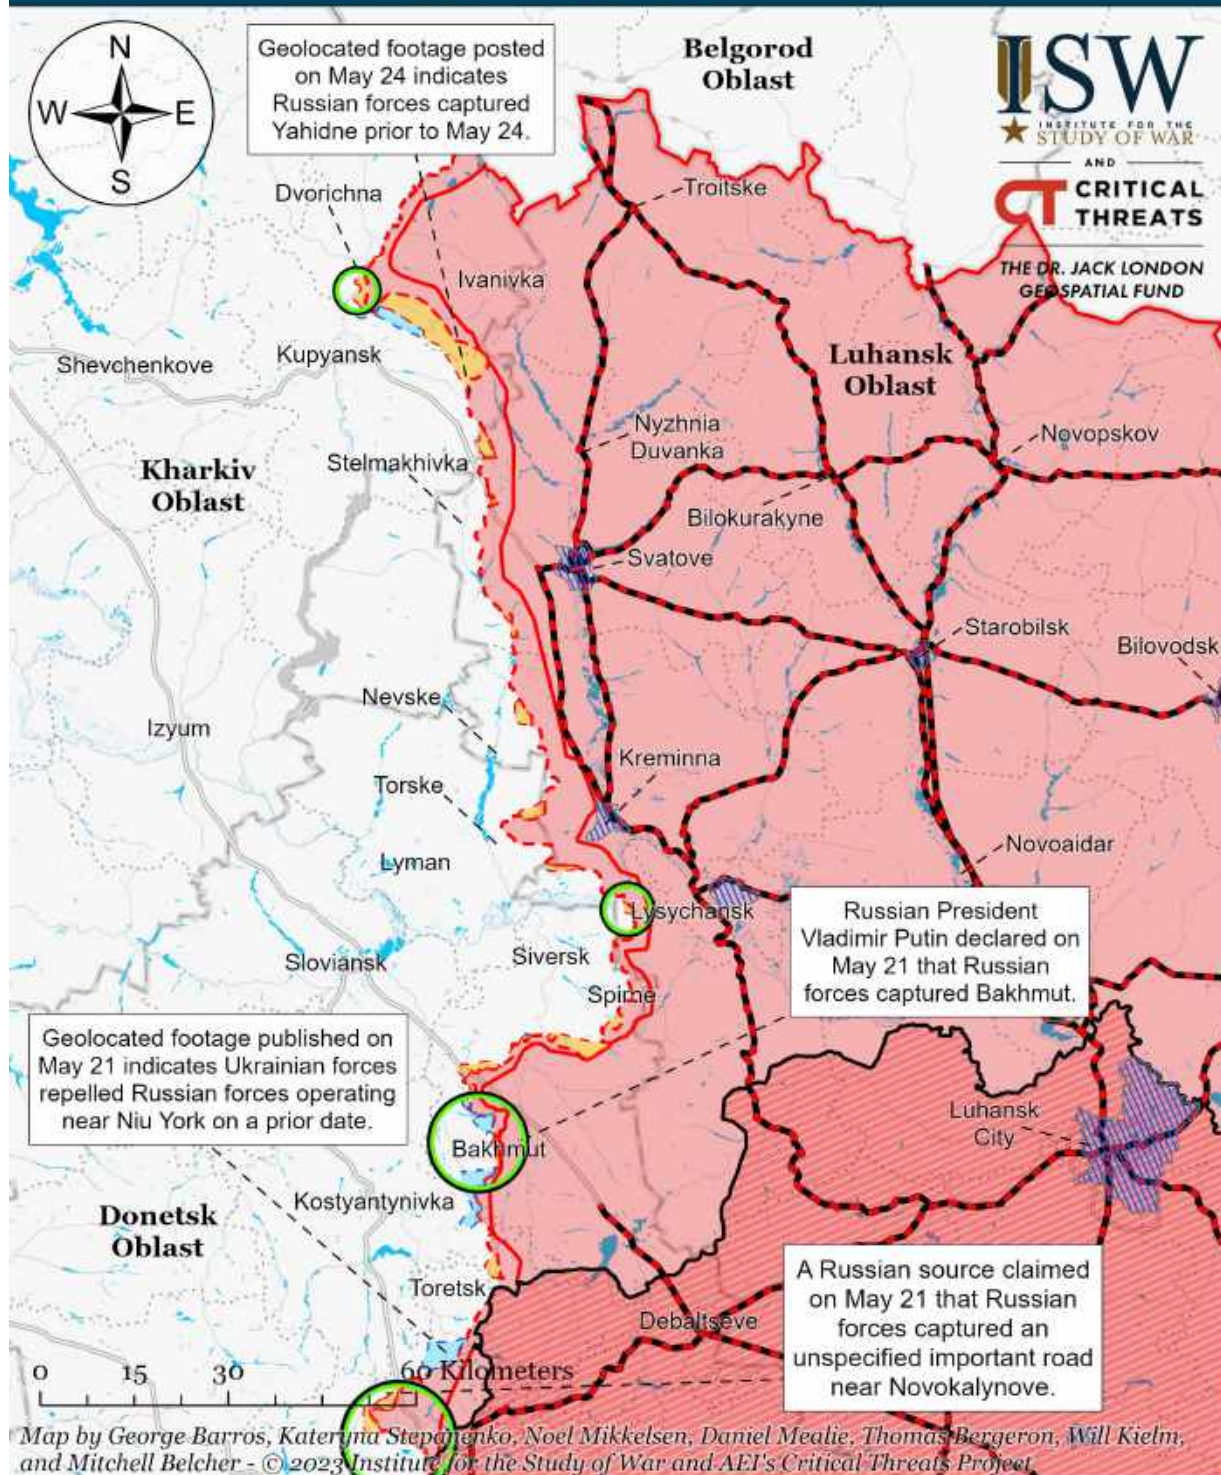 N
W
E
S
Geolocated footage posted
on May 24 indicates
Russian forces captured
Yahidne prior to May 24.
Belgorod
Oblast
ISW
INSTITUTE FOR THE
STUDY OF WAR
AND
CT CRITICAL
THREATS
THE DR. JACK LONDON
GEOSPATIAL FUND
Dvorichna
Troitske
Ivanivka
Shevchenkove
Kupyansk
Luhansk
Oblast
Nyzhnia
Duvanka
Novopskov
Kharkiv
Oblast
Stelmakhivka
Bilokurakyne
Svatove
Starobilsk
Bilovodsk
Nevske
Izyum
Kreminna
Torske
Lyman
Novoaidar
Lysychansk
Russian President
Vladimir Putin declared on
May 21 that Russian
forces captured Bakhmut.
Siversk
Sloviansk
Spirne
Geolocated footage published on
May 21 indicates Ukrainian forces
repelled Russian forces operating
near Niu York on a prior date.
Luhansk
City
Bakhmut
Kostyantynivka
Donetsk
Oblast
Toretsk
A Russian source claimed
on May 21 that Russian
forces captured an
unspecified important road
near Novokalynove.
Debaltseve
0 15 30 60 Kilometers
Map by George Barros, Kateryna Stepanenko, Noel Mikkelsen, Daniel Mealie, Thomas Bergeron, Will Kielm,
and Mitchell Belcher - © 2023 Institute for the Study of War and AEI's Critical Threats Project